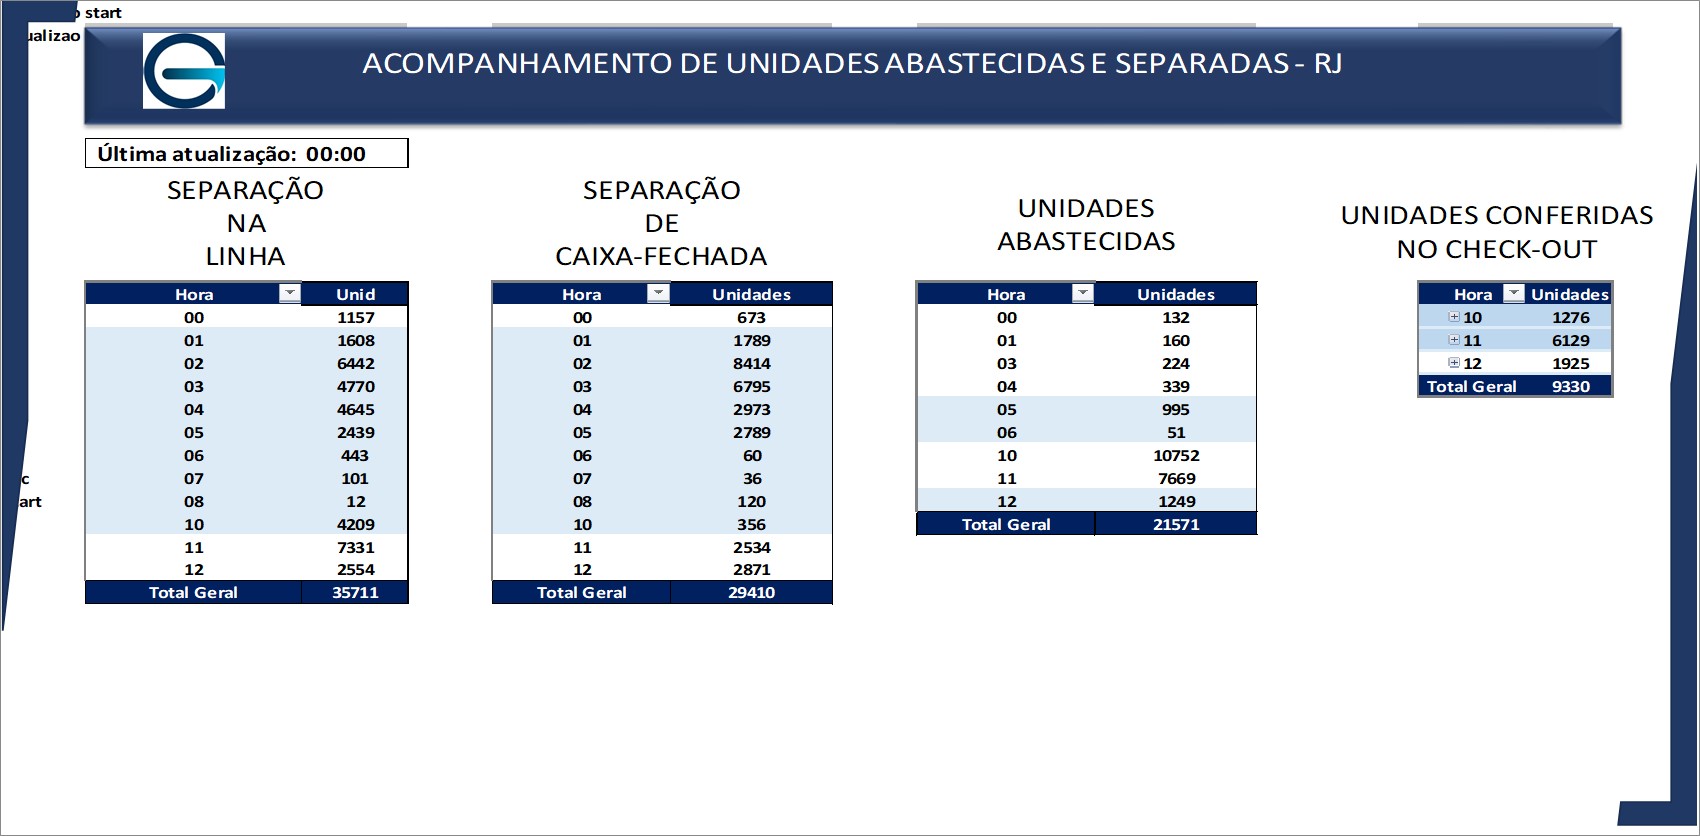 start
ualizao
ACOMPANHAMENTO DE UNIDADES ABASTECIDAS E SEPARADAS - RJ
Última atualização: 00:00
SEPARAÇÃO
NA
LINHA
Hora Unid
00 1157
01 1608
02 6442
03 4770
04 4645
05 2439
06 443
07 101
08 12
10 4209
11 7331
12 2554
Total Geral 35711
SEPARAÇÃO
DE
CAIXA-FECHADA
Hora Unidades
00 673
01 1789
02 8414
03 6795
04 2973
05 2789
06 60
07 36
08 120
10 356
11 2534
12 2871
Total Geral 29410
UNIDADES
ABASTECIDAS
Hora Unidades
00 132
01 160
03 224
04 339
05 995
06 51
10 10752
11 7669
12 1249
Total Geral 21571
UNIDADES CONFERIDAS
NO CHECK-OUT
Hora Unidades
10 1276
11 6129
12 1925
Total Geral 9330
c
art